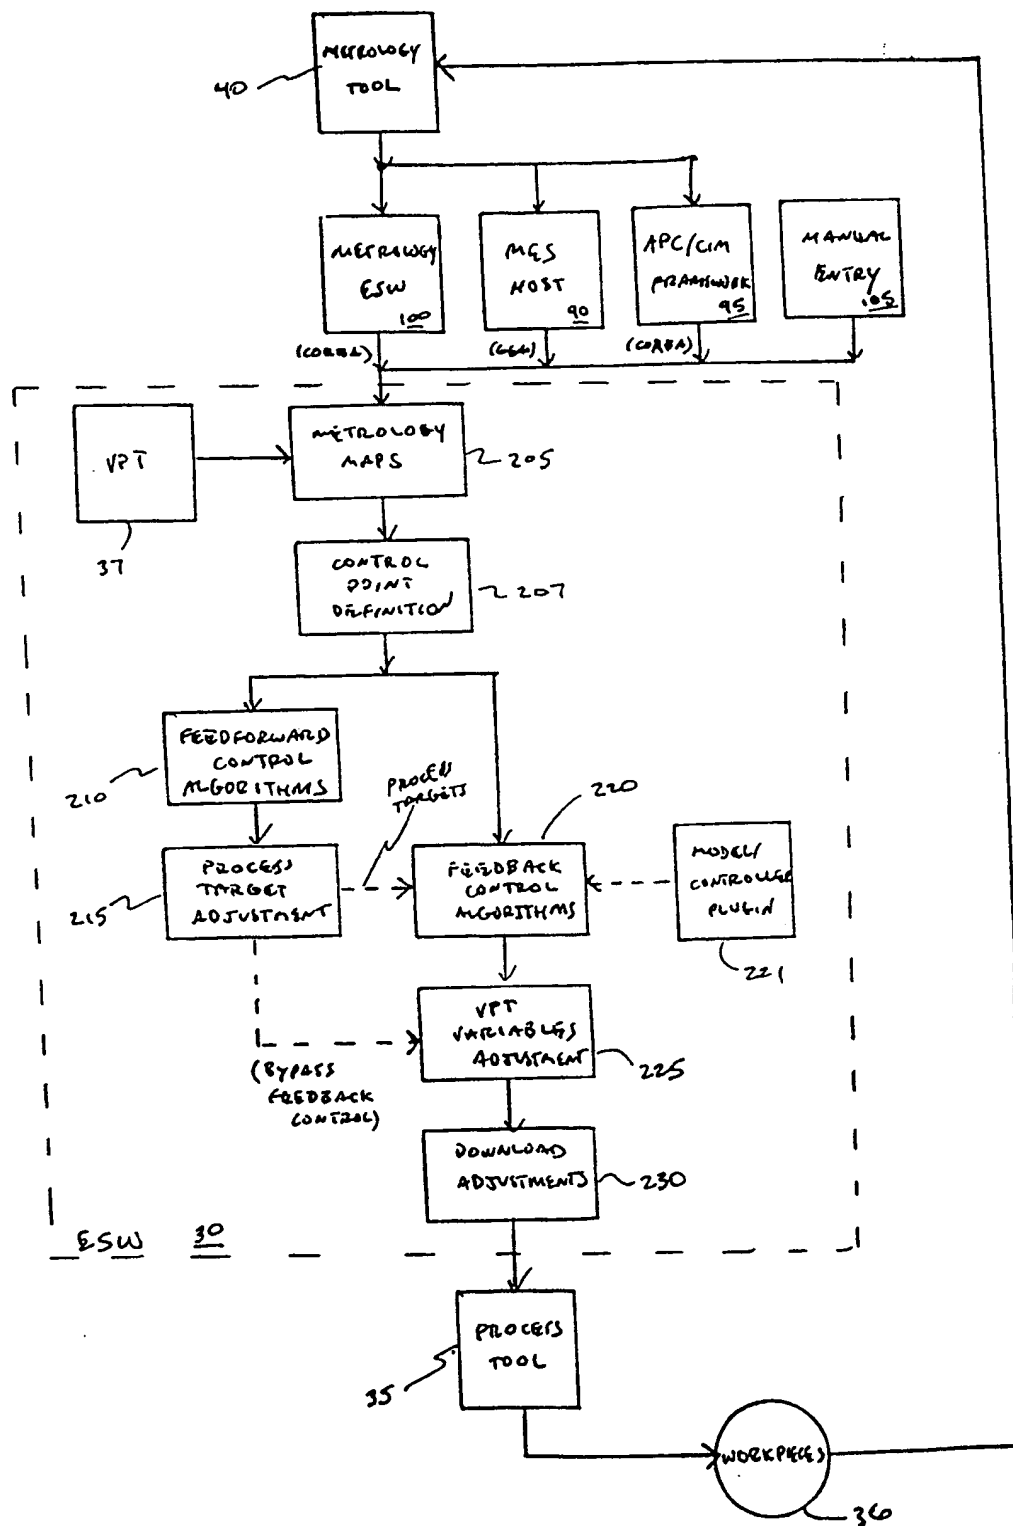 METROLOGY
TOOL
40
METROLOGY
ESW
100
MES
HOST
90
APC/CIM
FRAMEWORK
95
MANUAL
ENTRY
105
(CORBA)
(GEM)
(CORBA)
VPT
37
METROLOGY
MAPS
205
CONTROL
POINT
DEFINITION
207
FEEDFORWARD
CONTROL
ALGORITHMS
210
PROCESS
TARGETS
220
PROCESS
TARGET
ADJUSTMENT
215
FEEDBACK
CONTROL
ALGORITHMS
MODEL/
CONTROLLER
PLUGIN
221
VPT
VARIABLES
ADJUSTMENT
225
(BYPASS
FEEDBACK
CONTROL)
DOWNLOAD
ADJUSTMENTS
230
ESW 30
PROCESS
TOOL
35
WORKPIECES
36